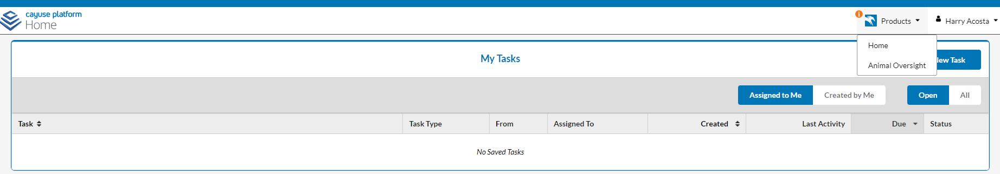 cayuse platform
Home
i
Products
Harry Acosta
Home
Animal Oversight
My Tasks
Task
Assigned to Me
Created by Me
Open
All
Task
Task Type
From
Assigned To
Created
Last Activity
Due
Status
No Saved Tasks